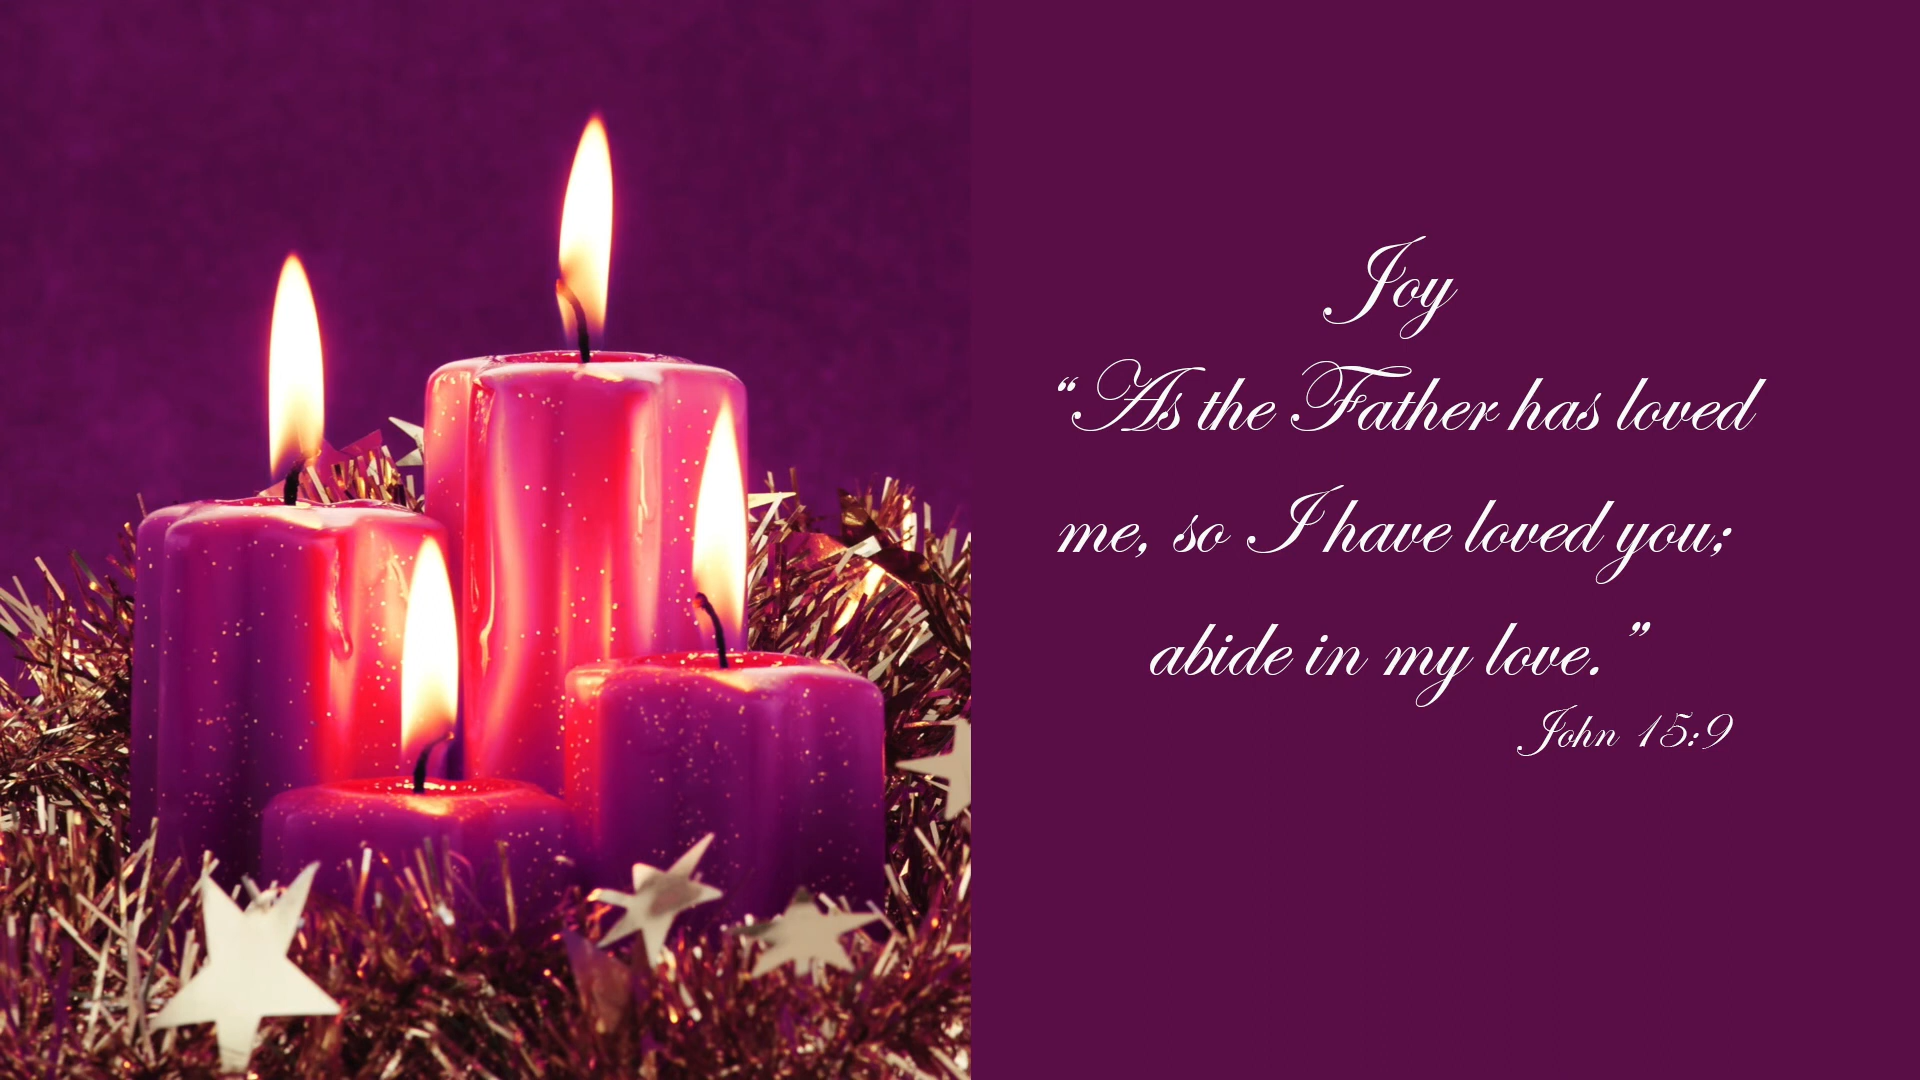 Joy
“As the Father has loved
me, so I have loved you;
abide in my love.”
John 15:9